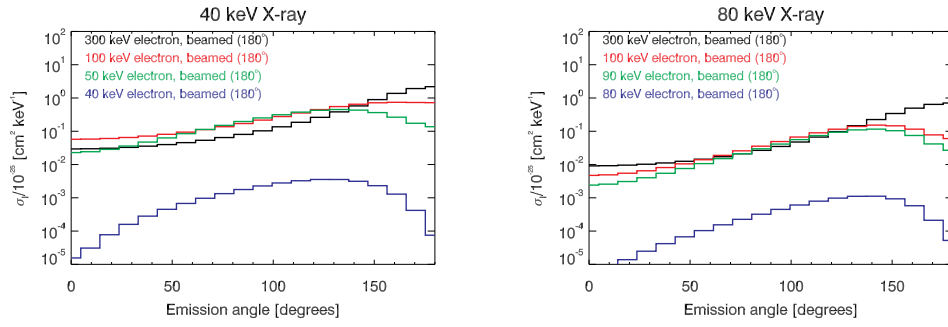 40 keV X-ray
300 keV electron, beamed (180°)
100 keV electron, beamed (180°)
50 keV electron, beamed (180°)
40 keV electron, beamed (180°)
σᵢ/10⁻²⁵ [cm² keV⁻¹]
10²
10¹
10⁰
10⁻¹
10⁻²
10⁻³
10⁻⁴
10⁻⁵
0 50 100 150
Emission angle [degrees]
80 keV X-ray
300 keV electron, beamed (180°)
100 keV electron, beamed (180°)
90 keV electron, beamed (180°)
80 keV electron, beamed (180°)
σᵢ/10⁻²⁵ [cm² keV⁻¹]
10²
10¹
10⁰
10⁻¹
10⁻²
10⁻³
10⁻⁴
10⁻⁵
0 50 100 150
Emission angle [degrees]